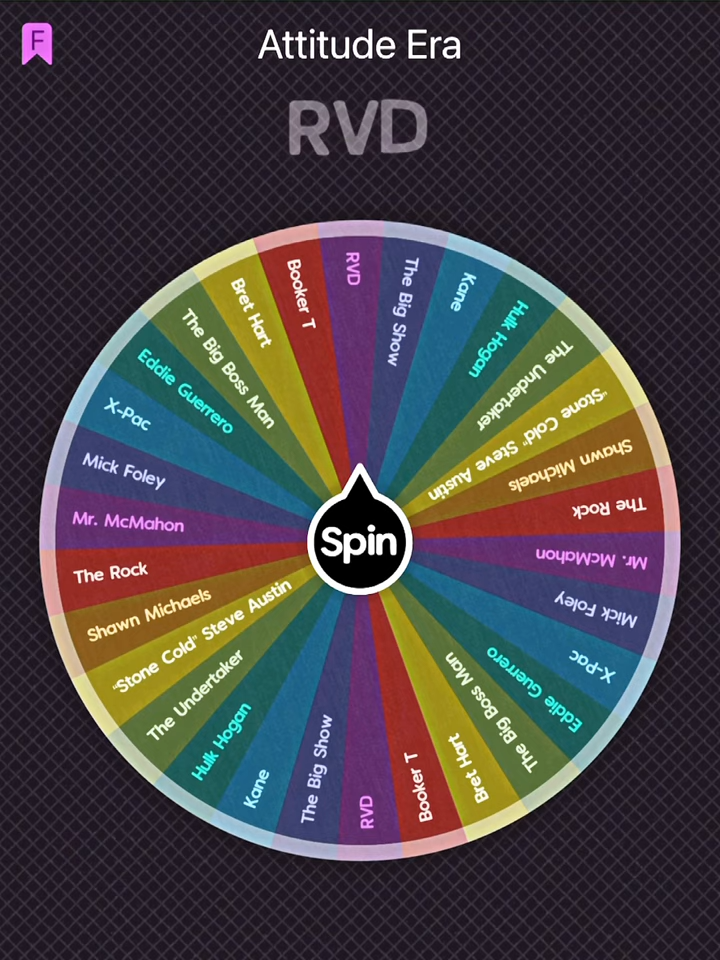 F
Attitude Era
RVD
RVD
The Big Show
Kane
Hulk Hogan
The Undertaker
"Stone Cold" Steve Austin
Shawn Michaels
The Rock
Mr. McMahon
Mick Foley
X-Pac
Eddie Guerrero
The Big Boss Man
Bret Hart
Booker T
RVD
The Big Show
Kane
Hulk Hogan
The Undertaker
"Stone Cold" Steve Austin
Shawn Michaels
The Rock
Mr. McMahon
Mick Foley
X-Pac
Eddie Guerrero
The Big Boss Man
Bret Hart
Booker T
Spin